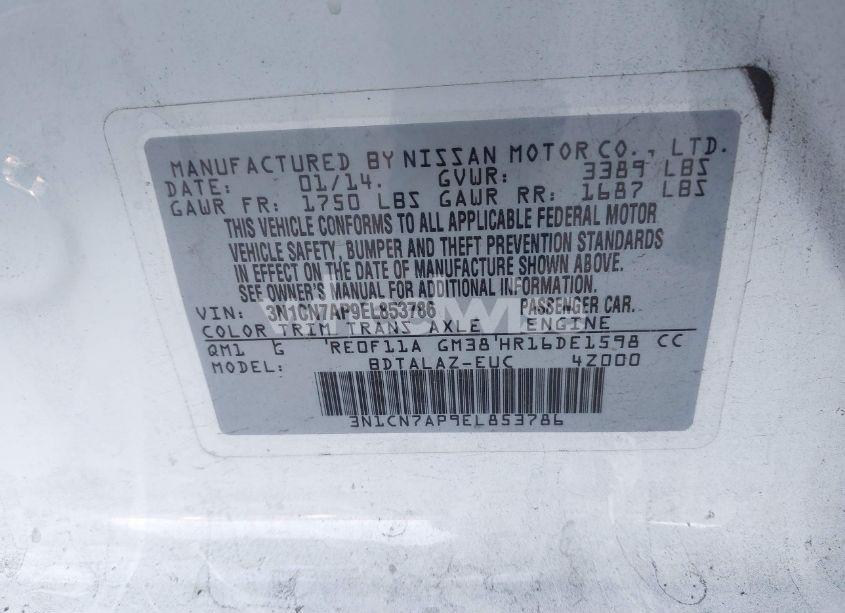 MANUFACTURED BY NISSAN MOTOR CO., LTD.
DATE: 01/14. GVWR: 3389 LBS
GAWR FR: 1750 LBS GAWR RR: 1687 LBS
THIS VEHICLE CONFORMS TO ALL APPLICABLE FEDERAL MOTOR
VEHICLE SAFETY, BUMPER AND THEFT PREVENTION STANDARDS
IN EFFECT ON THE DATE OF MANUFACTURE SHOWN ABOVE.
SEE OWNER'S MANUAL FOR ADDITIONAL INFORMATION.
VIN: 3N1CN7AP9EL853786 PASSENGER CAR.
COLOR TRIM TRANS AXLE ENGINE
QM1 G RE0F11A GM38 HR16DE1598 CC
MODEL: BDTALAZ-EUC 4Z000
3N1CN7AP9EL853786